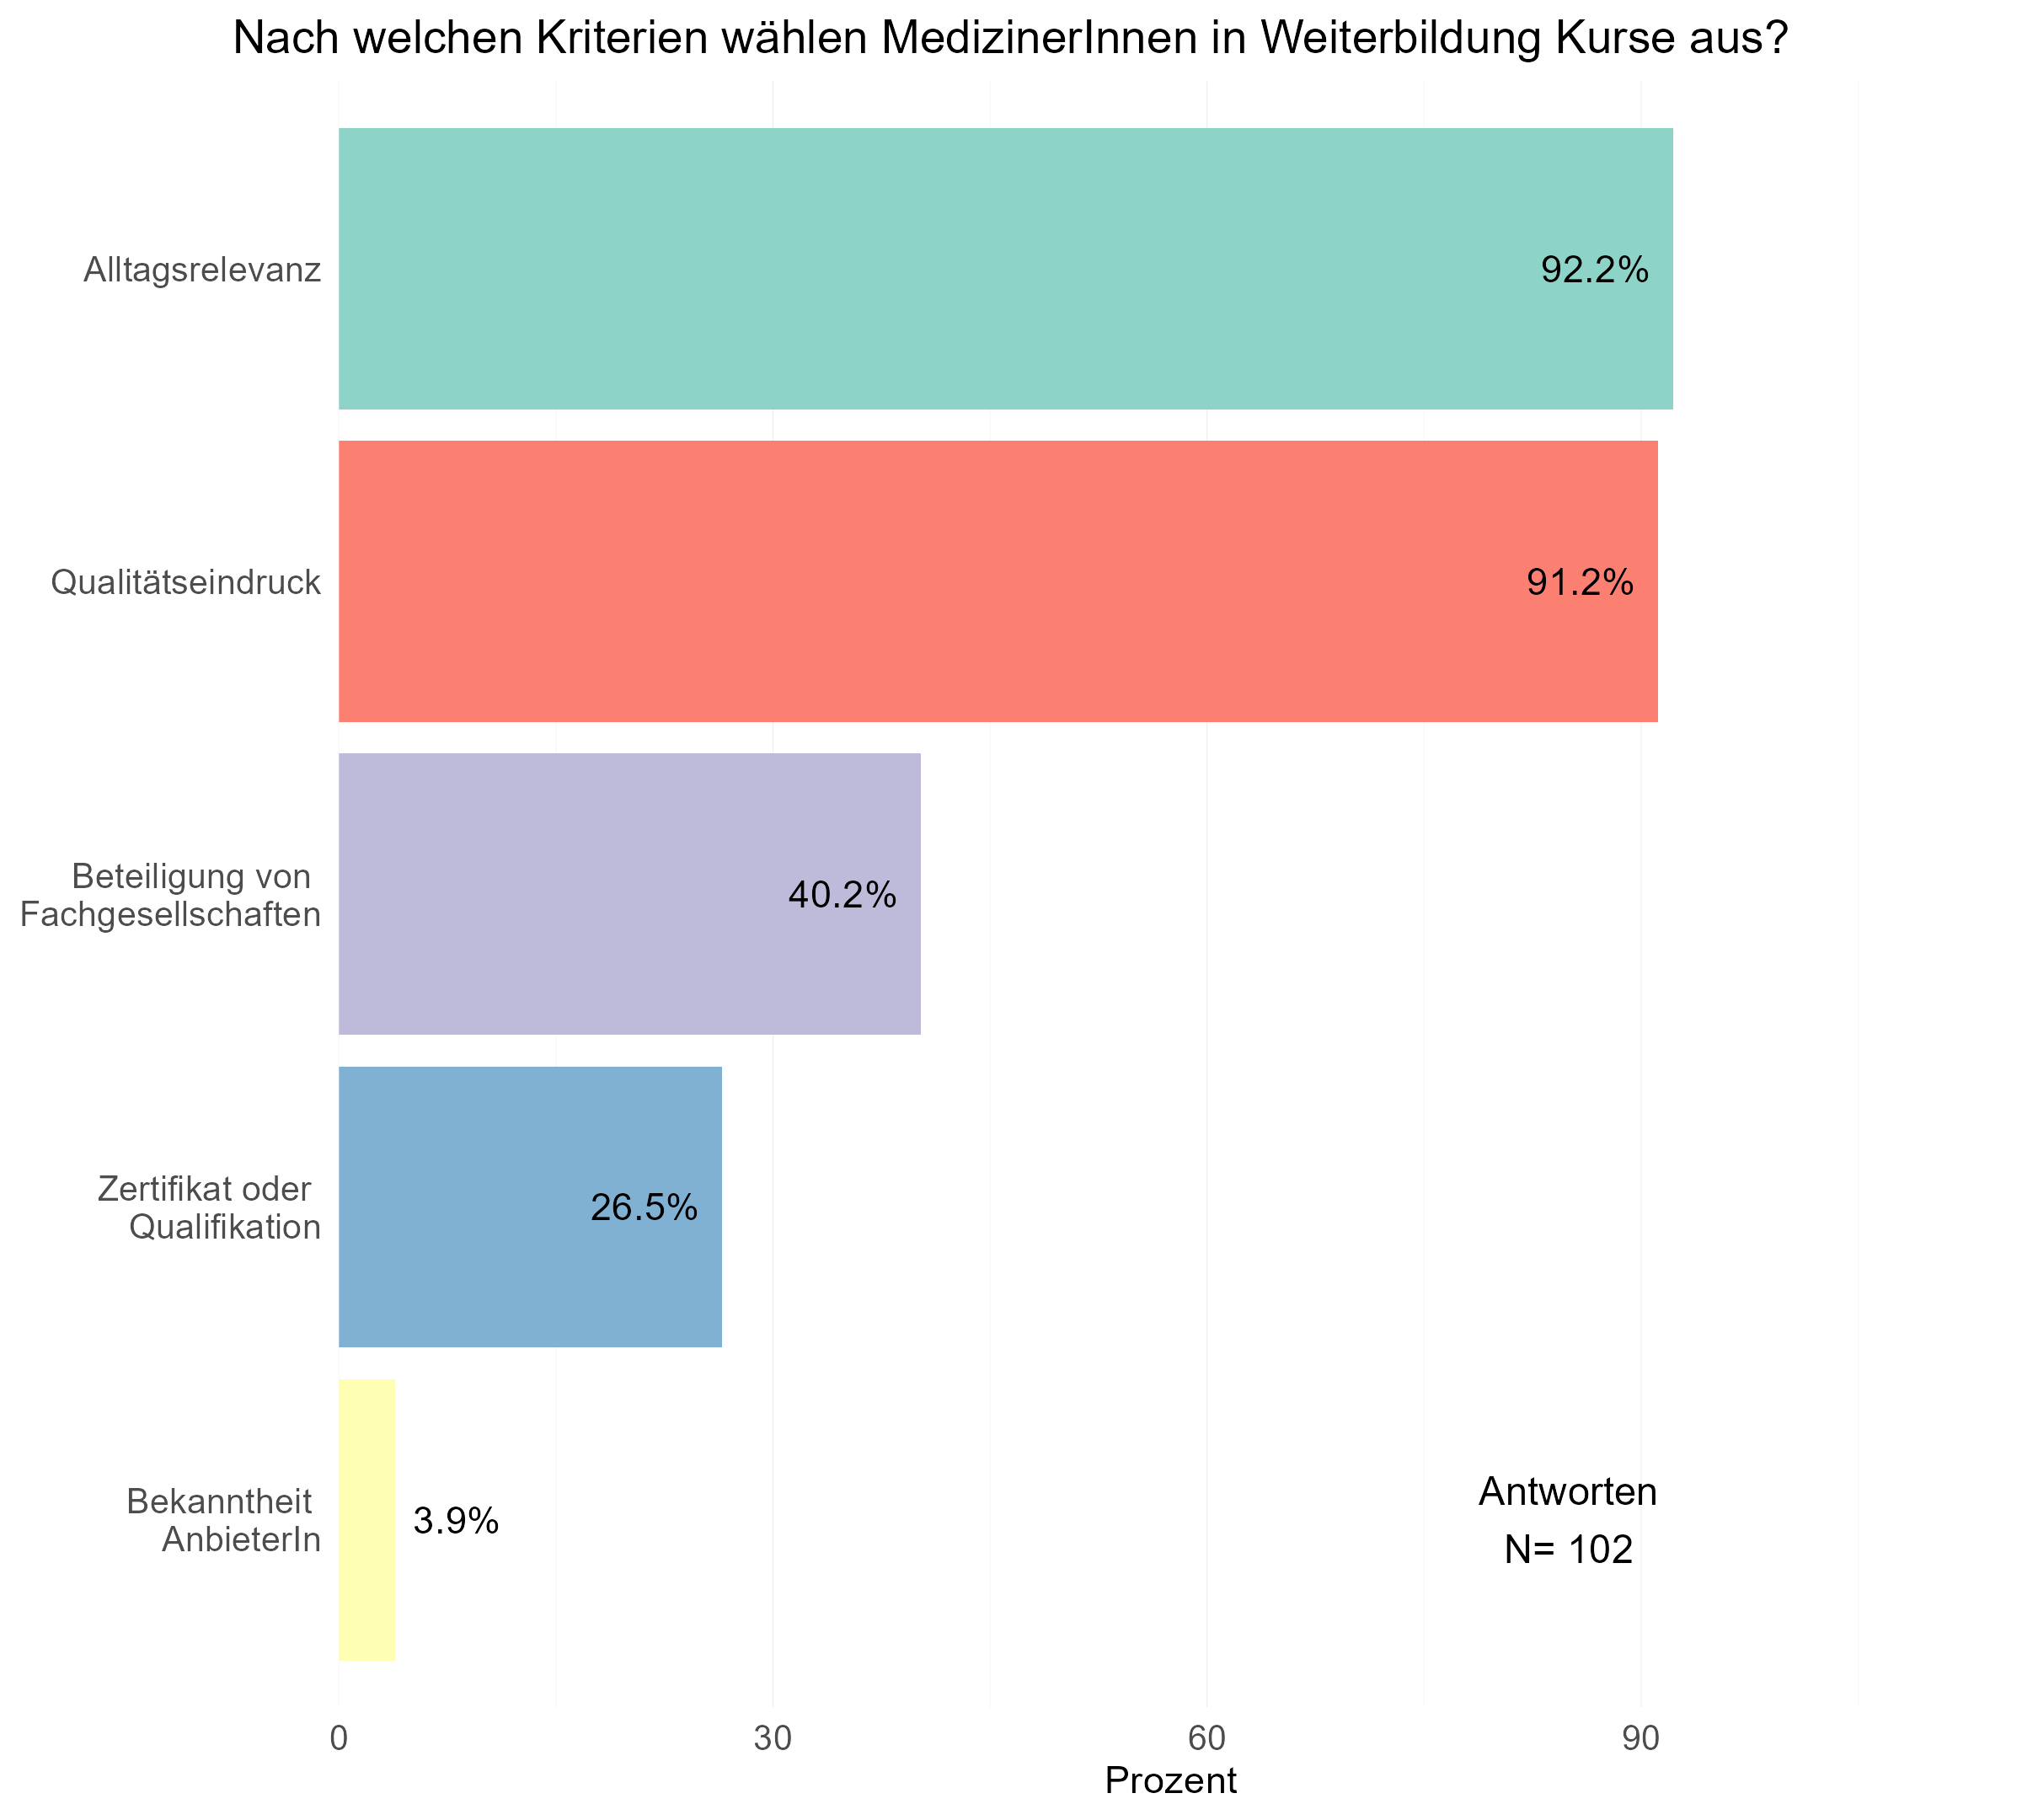 Nach welchen Kriterien wählen MedizinerInnen in Weiterbildung Kurse aus?
Alltagsrelevanz
92.2%
Qualitätseindruck
91.2%
Beteiligung von
Fachgesellschaften
40.2%
Zertifikat oder
Qualifikation
26.5%
Bekanntheit
AnbieterIn
3.9%
Antworten
N= 102
0 30 60 90
Prozent